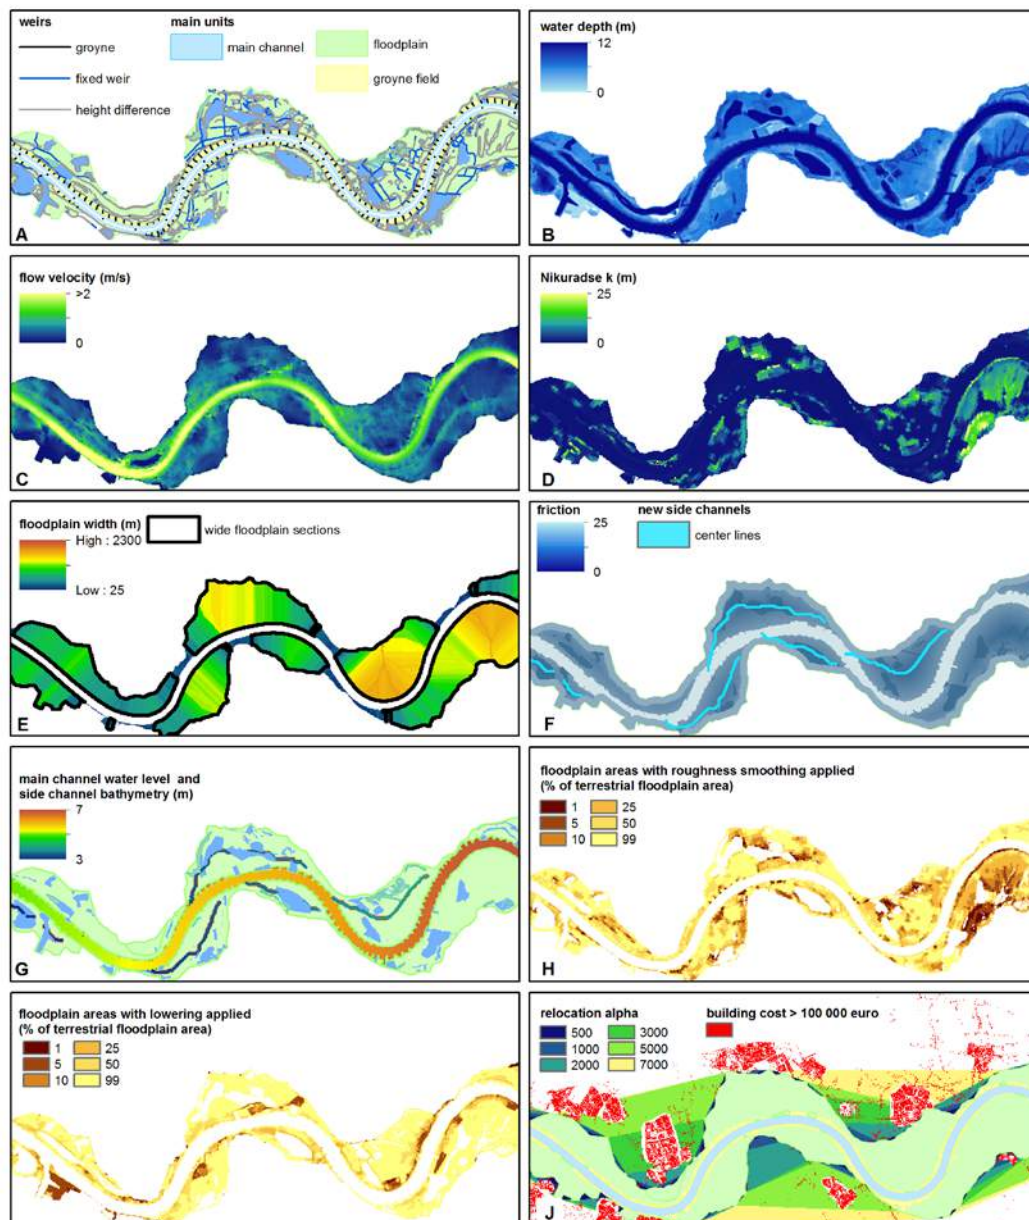 weirs
main units
groyne
main channel
floodplain
fixed weir
groyne field
height difference
A
water depth (m)
12
0
B
flow velocity (m/s)
>2
0
C
Nikuradse k (m)
25
0
D
floodplain width (m)
wide floodplain sections
High : 2300
Low : 25
E
friction
new side channels
25
center lines
0
F
main channel water level and
side channel bathymetry (m)
7
3
G
floodplain areas with roughness smoothing applied
(% of terrestrial floodplain area)
1 25
5 50
10 99
H
floodplain areas with lowering applied
(% of terrestrial floodplain area)
1 25
5 50
10 99
I
relocation alpha
building cost > 100 000 euro
500 3000
1000 5000
2000 7000
J